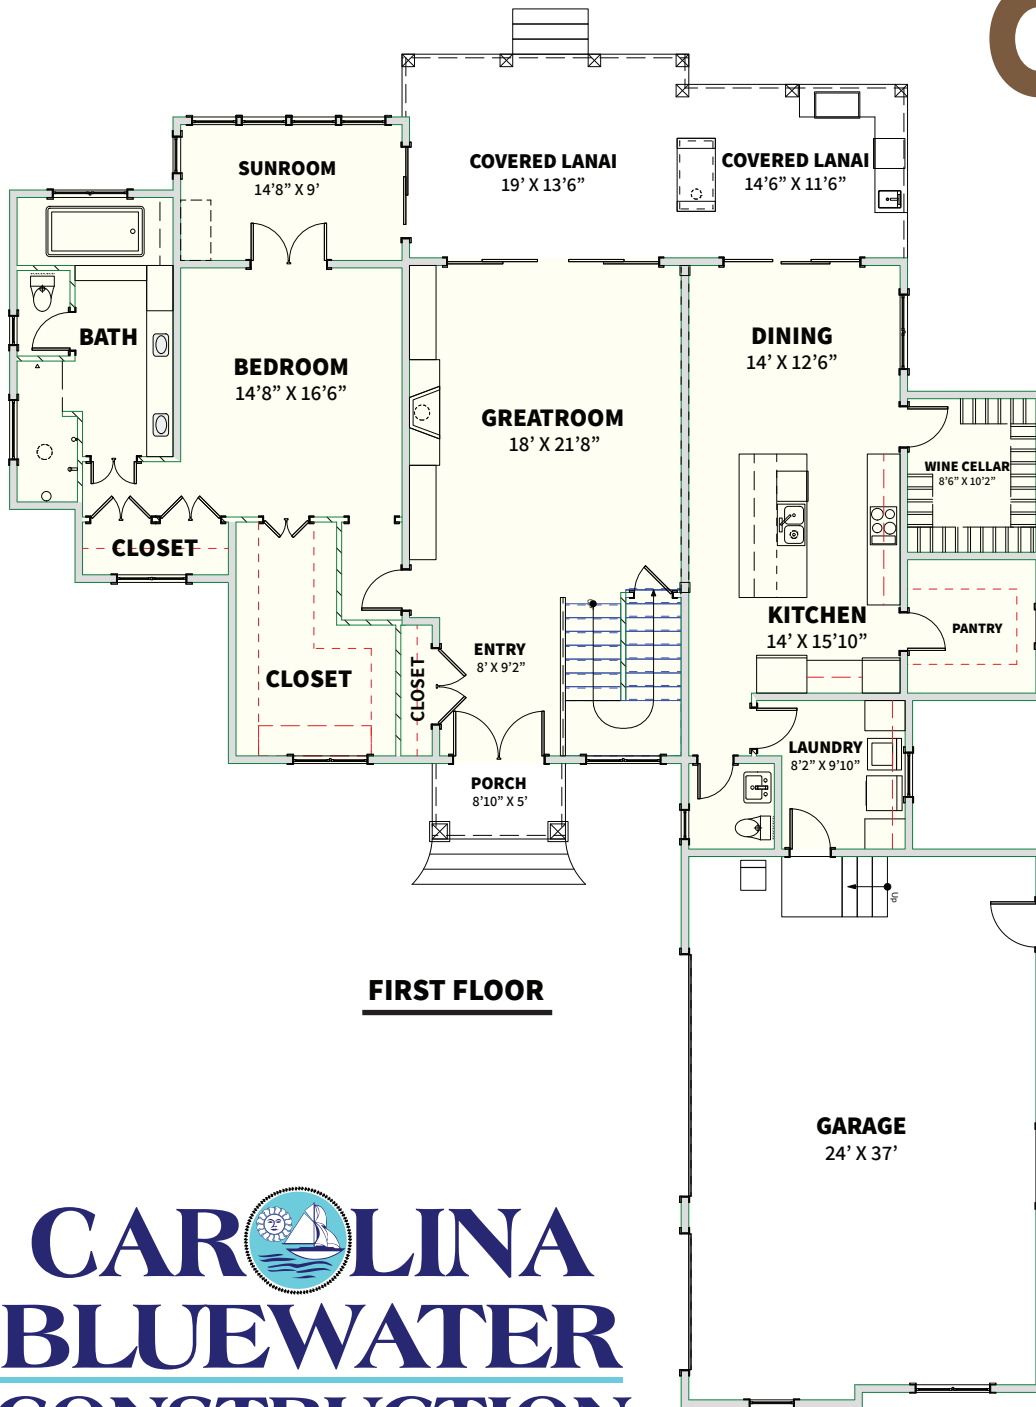 SUNROOM
14'8" X 9'
COVERED LANAI
19' X 13'6"
COVERED LANAI
14'6" X 11'6"
BATH
BEDROOM
14'8" X 16'6"
GREATROOM
18' X 21'8"
DINING
14' X 12'6"
WINE CELLAR
8'6" X 10'2"
CLOSET
KITCHEN
14' X 15'10"
PANTRY
ENTRY
8' X 9'2"
CLOSET
CLOSET
LAUNDRY
8'2" X 9'10"
PORCH
8'10" X 5'
Up
FIRST FLOOR
GARAGE
24' X 37'
CAROLINA
BLUEWATER
CONSTRUCTION